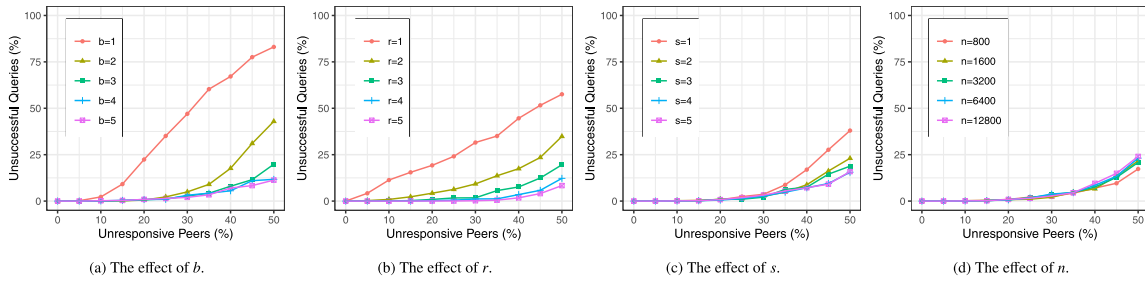 100
75
50
25
0
Unsuccessful Queries (%)
b=1
b=2
b=3
b=4
b=5
0 10 20 30 40 50
Unresponsive Peers (%)
(a) The effect of b.
100
75
50
25
0
Unsuccessful Queries (%)
r=1
r=2
r=3
r=4
r=5
0 10 20 30 40 50
Unresponsive Peers (%)
(b) The effect of r.
100
75
50
25
0
Unsuccessful Queries (%)
s=1
s=2
s=3
s=4
s=5
0 10 20 30 40 50
Unresponsive Peers (%)
(c) The effect of s.
100
75
50
25
0
Unsuccessful Queries (%)
n=800
n=1600
n=3200
n=6400
n=12800
0 10 20 30 40 50
Unresponsive Peers (%)
(d) The effect of n.